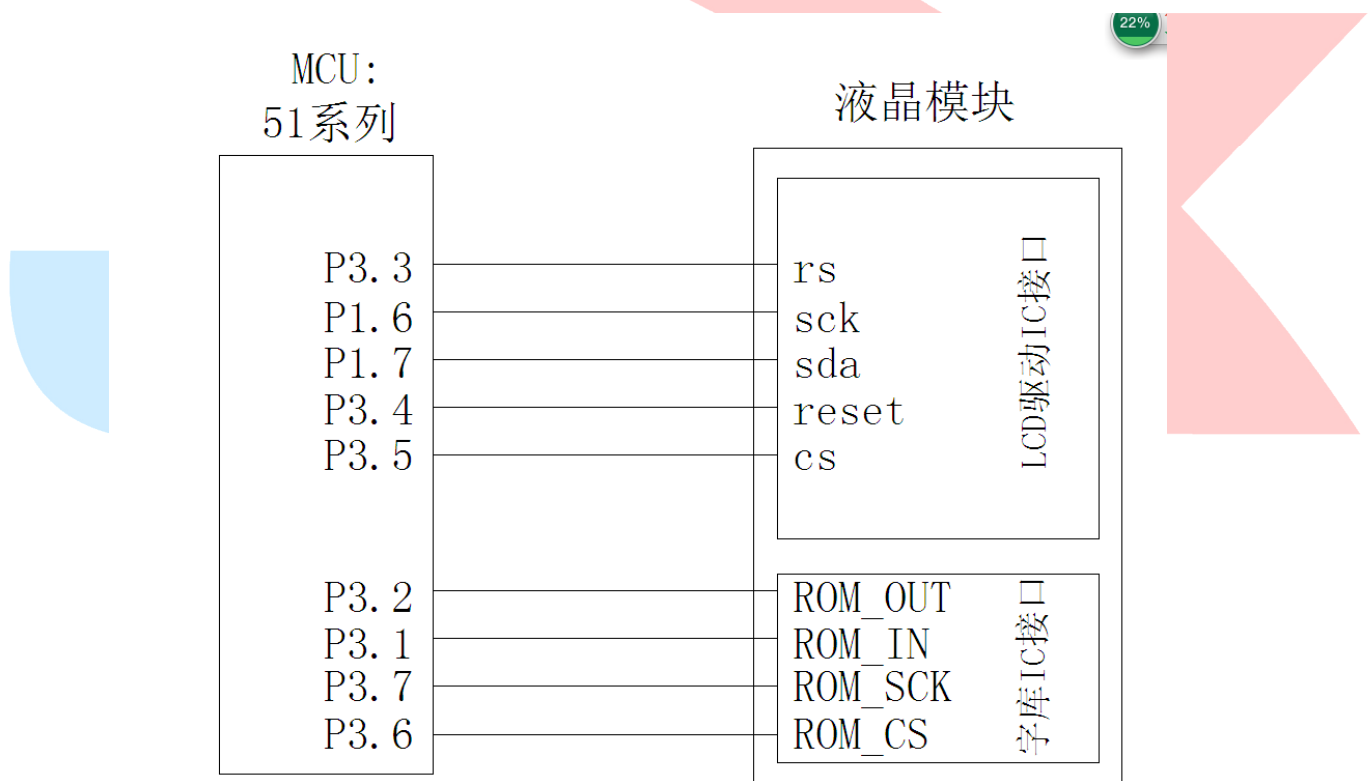 22%
MCU:
51系列
液晶模块
P3.3
rs
P1.6
sck
P1.7
sda
P3.4
reset
P3.5
cs
LCD驱动IC接口
P3.2
ROM_OUT
P3.1
ROM_IN
P3.7
ROM_SCK
P3.6
ROM_CS
字库IC接口